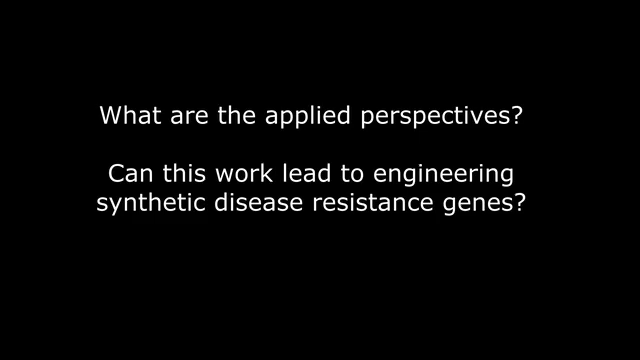 What are the applied perspectives?
Can this work lead to engineering
synthetic disease resistance genes?